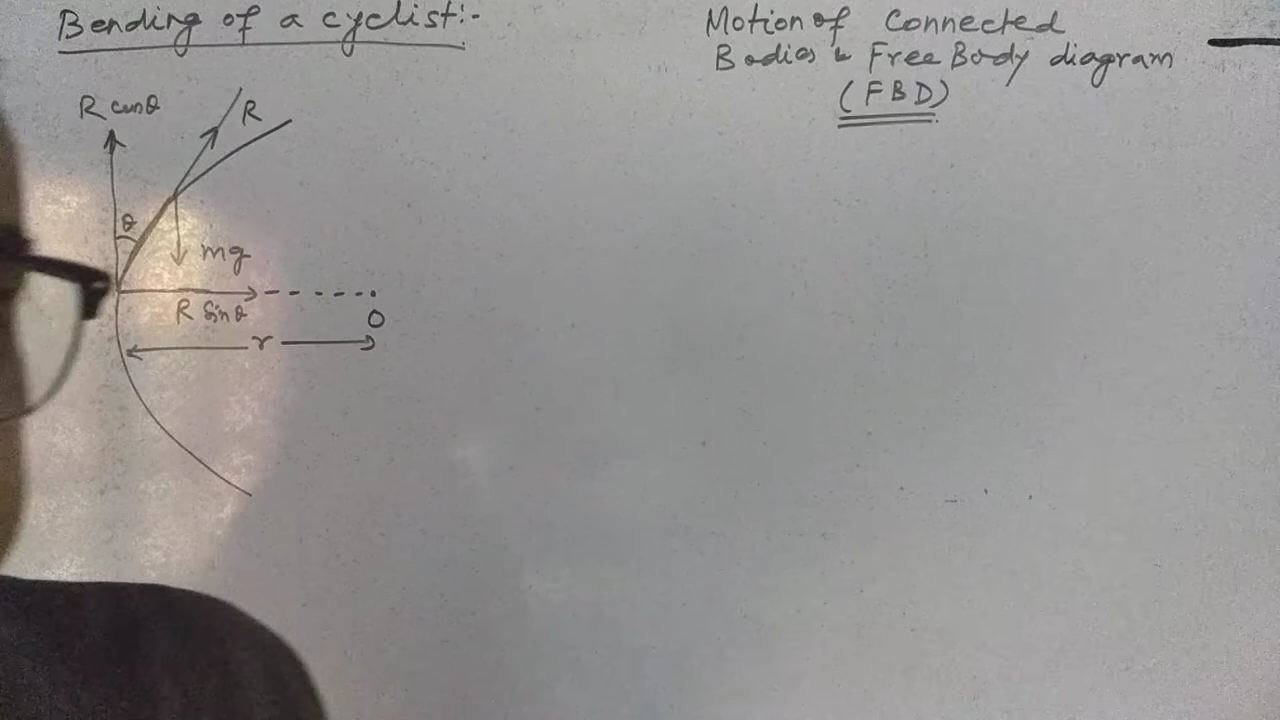 Bending of a cyclist:-
Motion of Connected
Bodies & Free Body diagram
(FBD)
R cosθ
R
θ
mg
R Sinθ
O
r